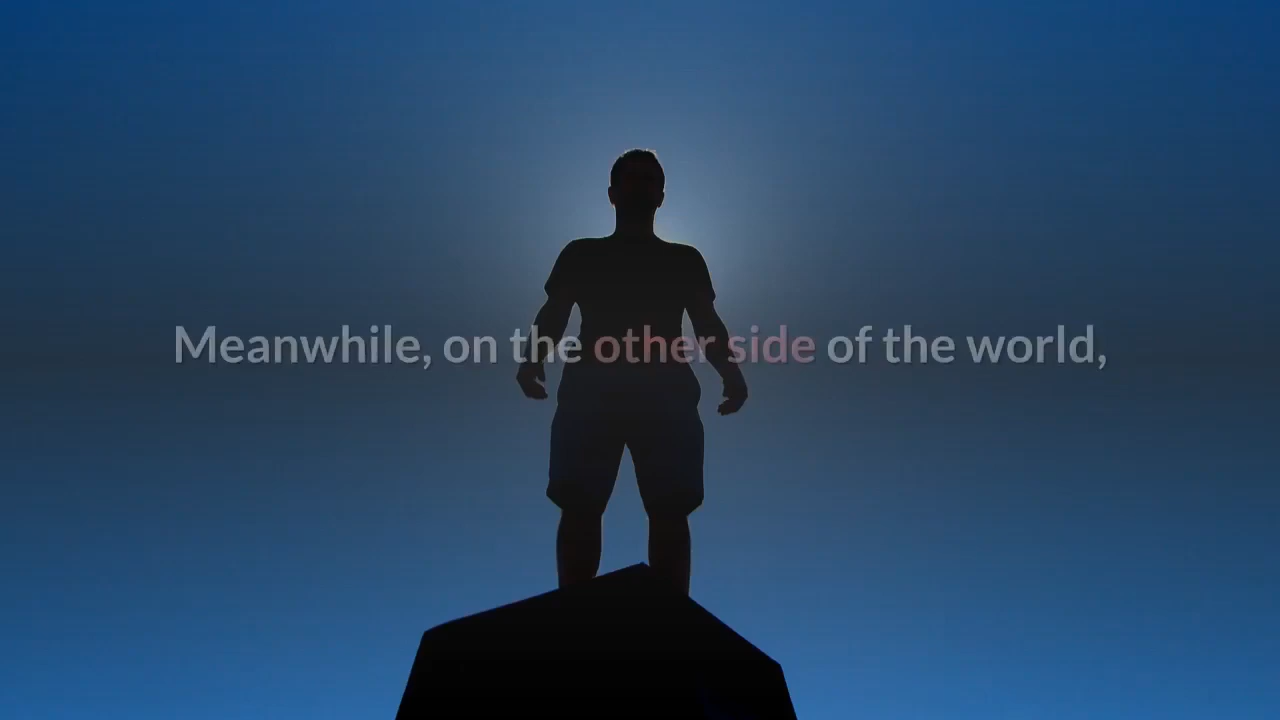 Meanwhile, on the other side of the world,